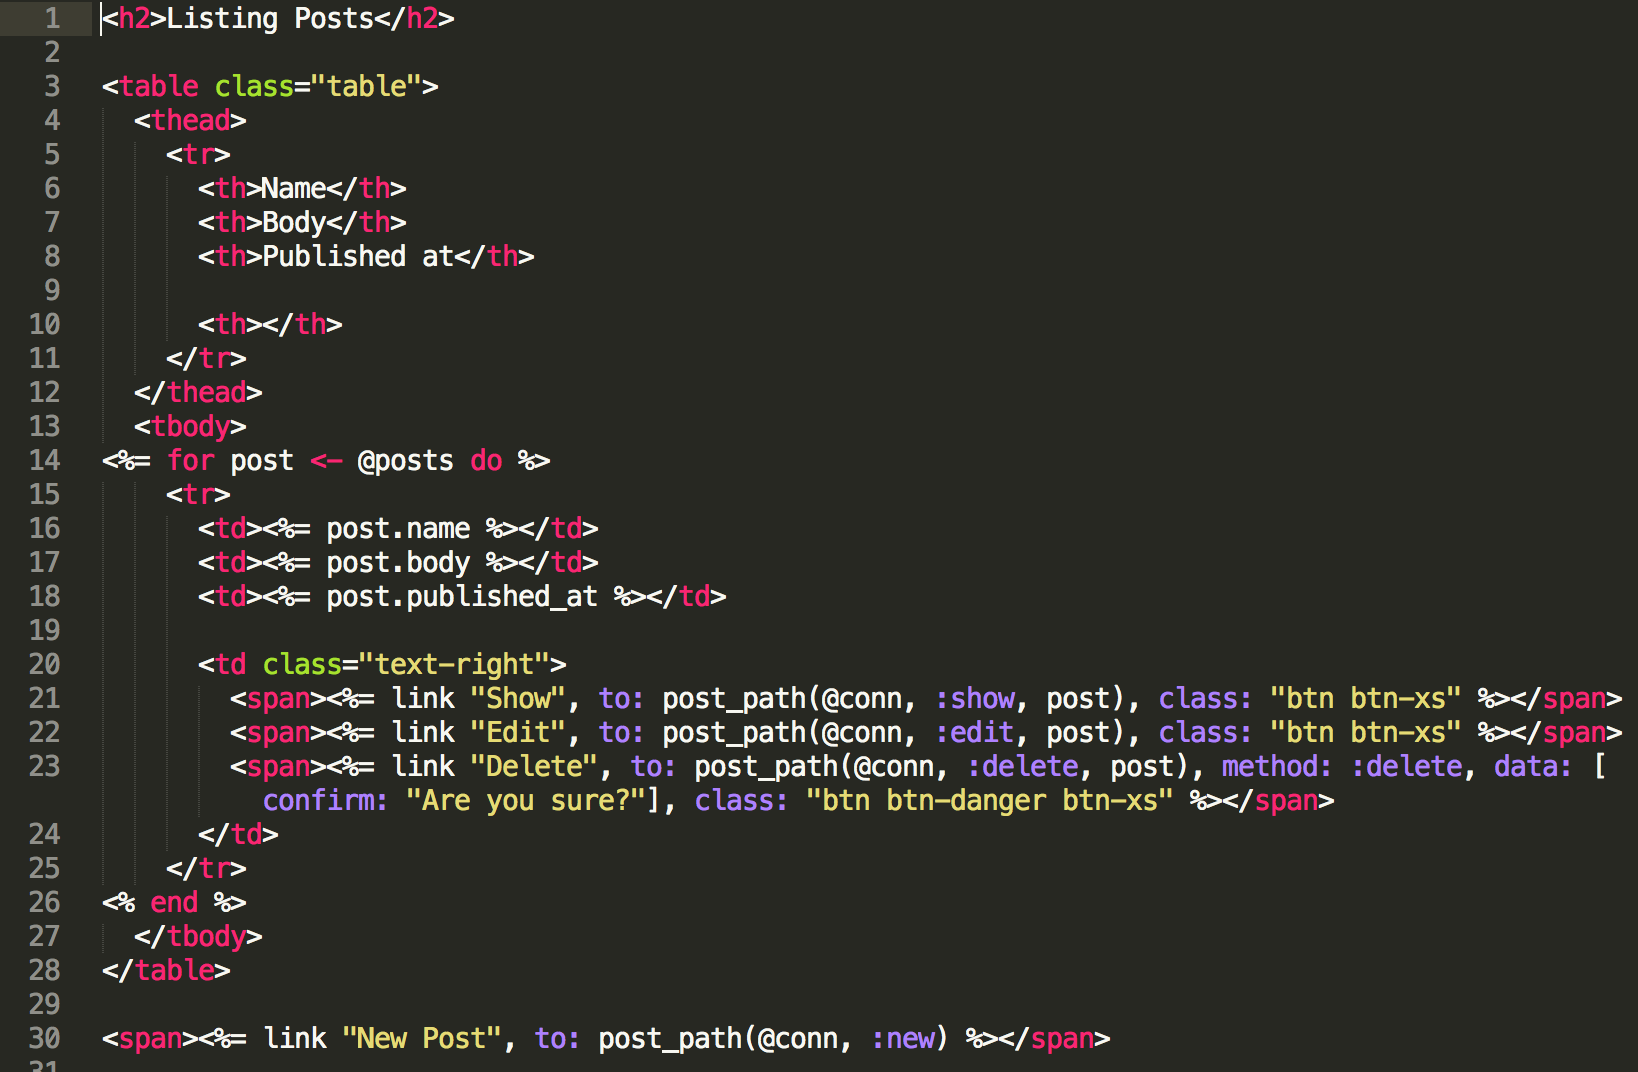 1 <h2>Listing Posts</h2>
2
3 <table class="table">
4   <thead>
5     <tr>
6       <th>Name</th>
7       <th>Body</th>
8       <th>Published at</th>
9
10       <th></th>
11     </tr>
12   </thead>
13   <tbody>
14 <%= for post <- @posts do %>
15     <tr>
16       <td><%= post.name %></td>
17       <td><%= post.body %></td>
18       <td><%= post.published_at %></td>
19
20       <td class="text-right">
21         <span><%= link "Show", to: post_path(@conn, :show, post), class: "btn btn-xs" %></span>
22         <span><%= link "Edit", to: post_path(@conn, :edit, post), class: "btn btn-xs" %></span>
23         <span><%= link "Delete", to: post_path(@conn, :delete, post), method: :delete, data: [
          confirm: "Are you sure?"], class: "btn btn-danger btn-xs" %></span>
24       </td>
25     </tr>
26 <% end %>
27   </tbody>
28 </table>
29
30 <span><%= link "New Post", to: post_path(@conn, :new) %></span>
31